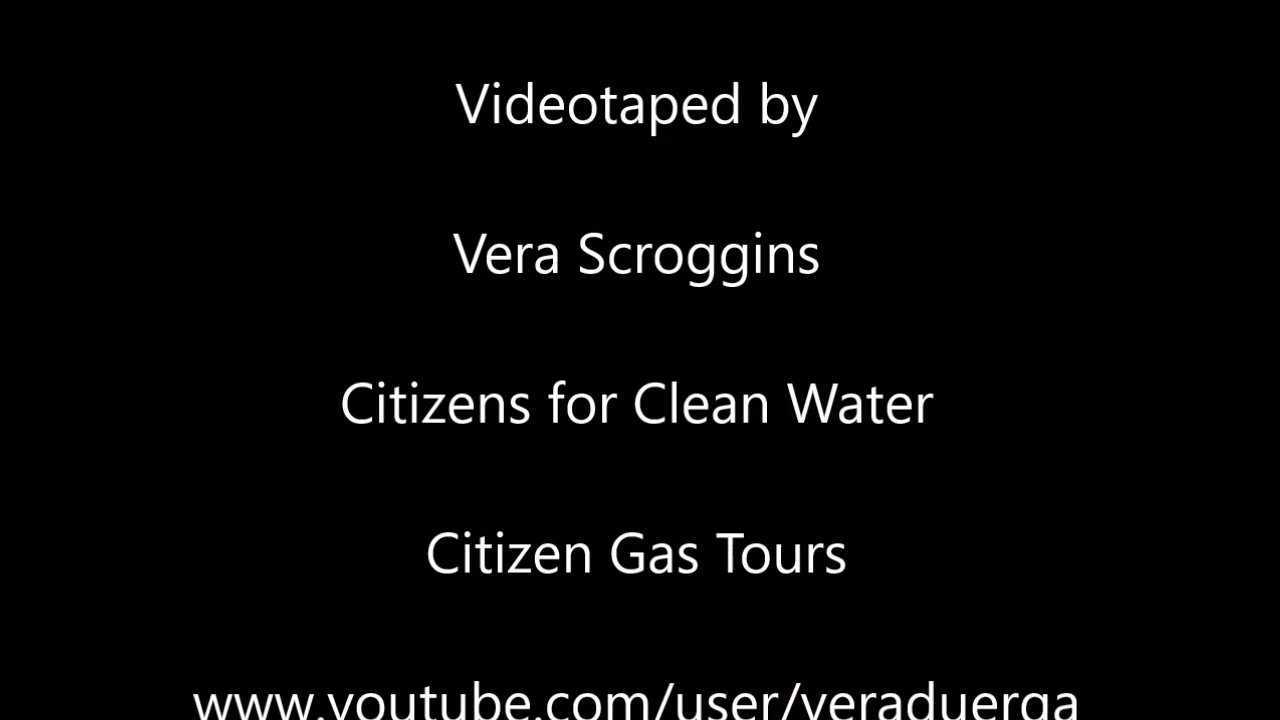 Videotaped by
Vera Scroggins
Citizens for Clean Water
Citizen Gas Tours
www.youtube.com/user/veraduerga